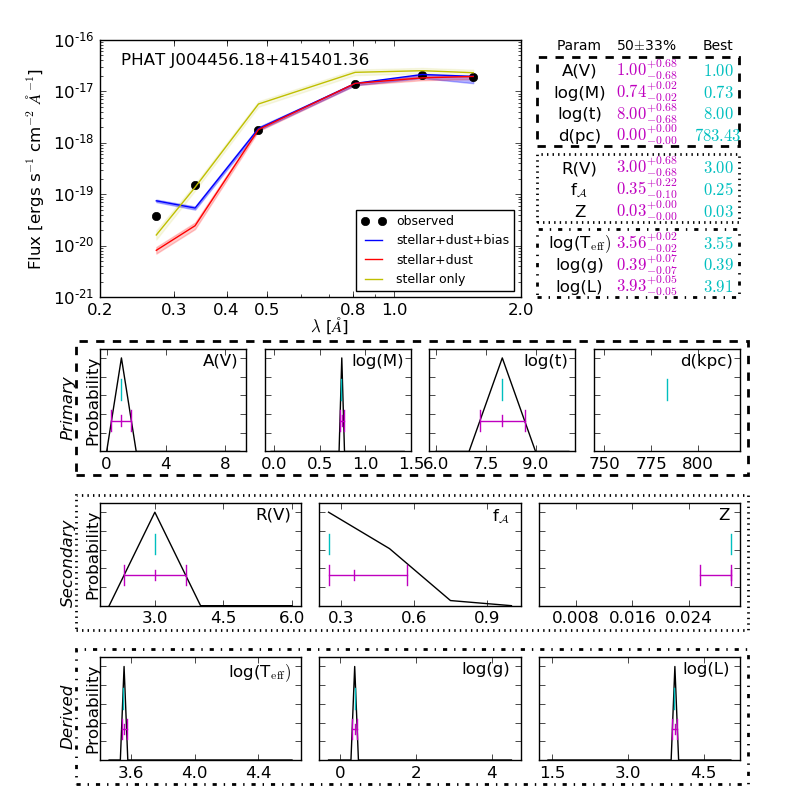 PHAT J004456.18+415401.36
10^-16
10^-17
10^-18
10^-19
10^-20
10^-21
Flux [ergs s^-1 cm^-2 Å^-1]
observed
stellar+dust+bias
stellar+dust
stellar only
0.2 0.3 0.4 0.5 0.8 1.0 2.0
λ [Å]
Param 50±33% Best
A(V) 1.00 +0.68 −0.68 1.00
log(M) 0.74 +0.02 −0.02 0.73
log(t) 8.00 +0.68 −0.68 8.00
d(pc) 0.00 +0.00 −0.00 783.43
R(V) 3.00 +0.68 −0.68 3.00
f_A 0.35 +0.22 −0.10 0.25
Z 0.03 +0.00 −0.00 0.03
log(T_eff) 3.56 +0.02 −0.02 3.55
log(g) 0.39 +0.07 −0.07 0.39
log(L) 3.93 +0.05 −0.05 3.91
Primary
Probability
A(V) log(M) log(t) d(kpc)
0 4 8 0.0 0.5 1.0 1.5 6.0 7.5 9.0 750 775 800
Secondary
Probability
R(V) f_A Z
3.0 4.5 6.0 0.3 0.6 0.9 0.008 0.016 0.024
Derived
Probability
log(T_eff) log(g) log(L)
3.6 4.0 4.4 0 2 4 1.5 3.0 4.5